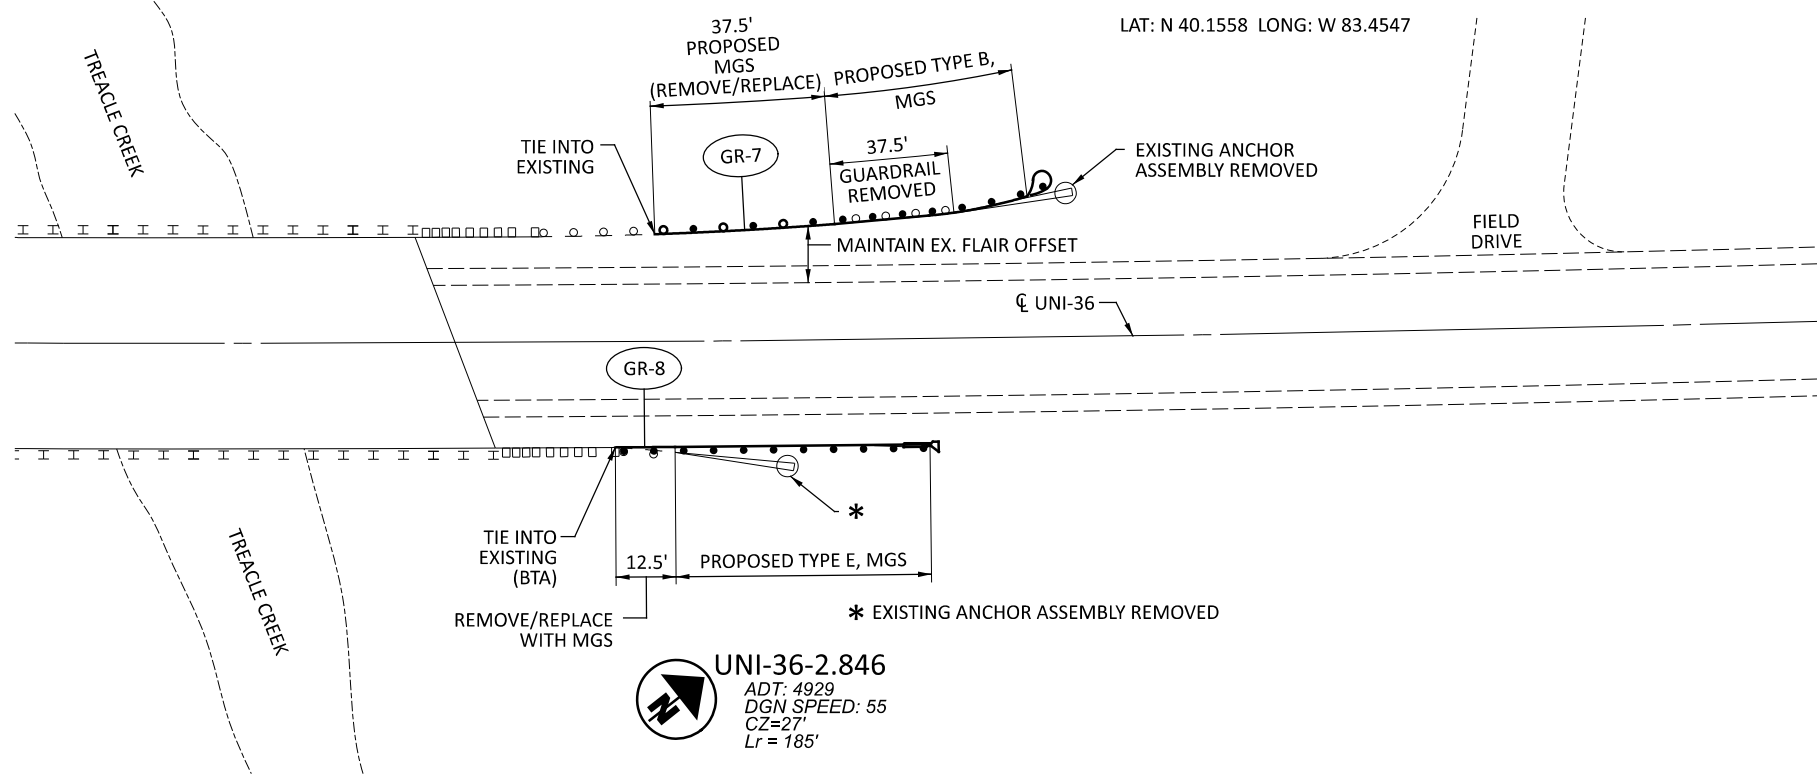 LAT: N 40.1558 LONG: W 83.4547
37.5'
PROPOSED
MGS
(REMOVE/REPLACE)
PROPOSED TYPE B,
MGS
TREACLE CREEK
TIE INTO
EXISTING
GR-7
37.5'
GUARDRAIL
REMOVED
EXISTING ANCHOR
ASSEMBLY REMOVED
FIELD
DRIVE
MAINTAIN EX. FLAIR OFFSET
℄ UNI-36
GR-8
*
TIE INTO
EXISTING
(BTA)
12.5'
PROPOSED TYPE E, MGS
TREACLE CREEK
REMOVE/REPLACE
WITH MGS
* EXISTING ANCHOR ASSEMBLY REMOVED
N
UNI-36-2.846
ADT: 4929
DGN SPEED: 55
CZ=27'
Lr = 185'